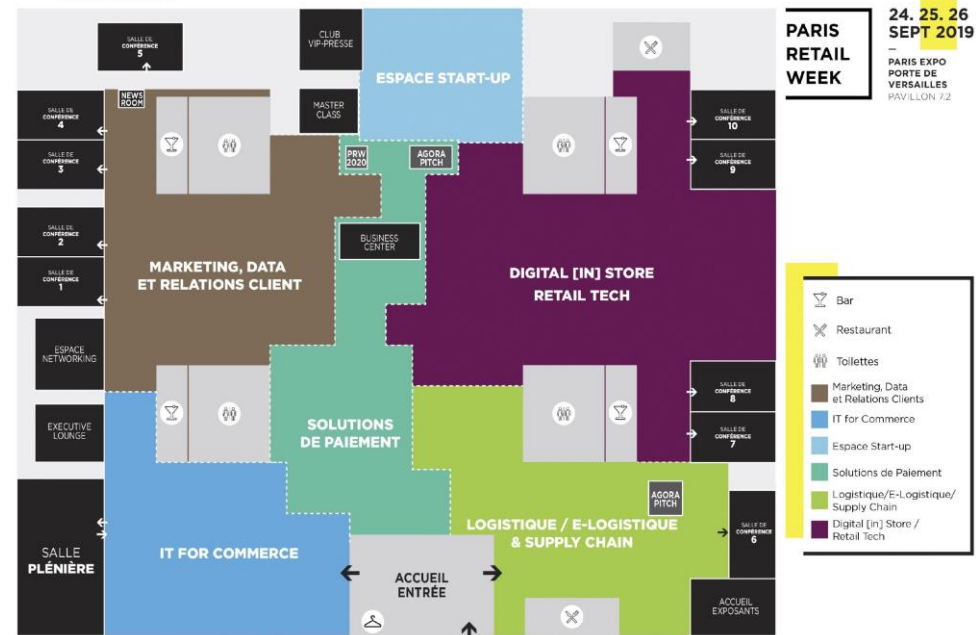 PARIS
RETAIL
WEEK
24. 25. 26
SEPT 2019
PARIS EXPO
PORTE DE
VERSAILLES
PAVILLON 7.2
SALLE DE
CONFÉRENCE
5
CLUB
VIP-PRESSE
ESPACE START-UP
NEWS
ROOM
MASTER
CLASS
SALLE DE
CONFÉRENCE
4
SALLE DE
CONFÉRENCE
10
PRW
2020
AGORA
PITCH
SALLE DE
CONFÉRENCE
3
SALLE DE
CONFÉRENCE
9
SALLE DE
CONFÉRENCE
2
BUSINESS
CENTER
SALLE DE
CONFÉRENCE
1
MARKETING, DATA
ET RELATIONS CLIENT
DIGITAL [IN] STORE
RETAIL TECH
ESPACE
NETWORKING
SALLE DE
CONFÉRENCE
8
EXECUTIVE
LOUNGE
SOLUTIONS
DE PAIEMENT
SALLE DE
CONFÉRENCE
7
AGORA
PITCH
SALLE
PLÉNIÈRE
IT FOR COMMERCE
LOGISTIQUE / E-LOGISTIQUE
& SUPPLY CHAIN
SALLE DE
CONFÉRENCE
6
ACCUEIL
ENTRÉE
ACCUEIL
EXPOSANTS
Bar
Restaurant
Toilettes
Marketing, Data
et Relations Clients
IT for Commerce
Espace Start-up
Solutions de Paiement
Logistique/E-Logistique/
Supply Chain
Digital [in] Store /
Retail Tech